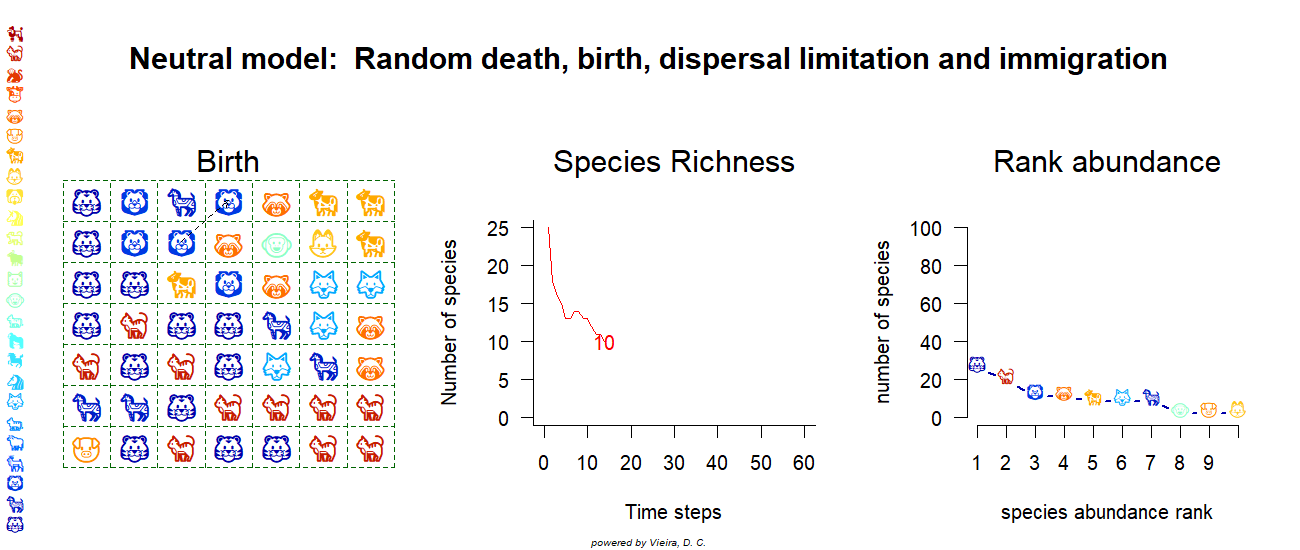 Neutral model:  Random death, birth, dispersal limitation and immigration
Birth
Species Richness
Number of species
25
20
15
10
5
0
10
0 10 20 30 40 50 60
Time steps
Rank abundance
number of species
100
80
60
40
20
0
1 2 3 4 5 6 7 8 9
species abundance rank
powered by Vieira, D. C.